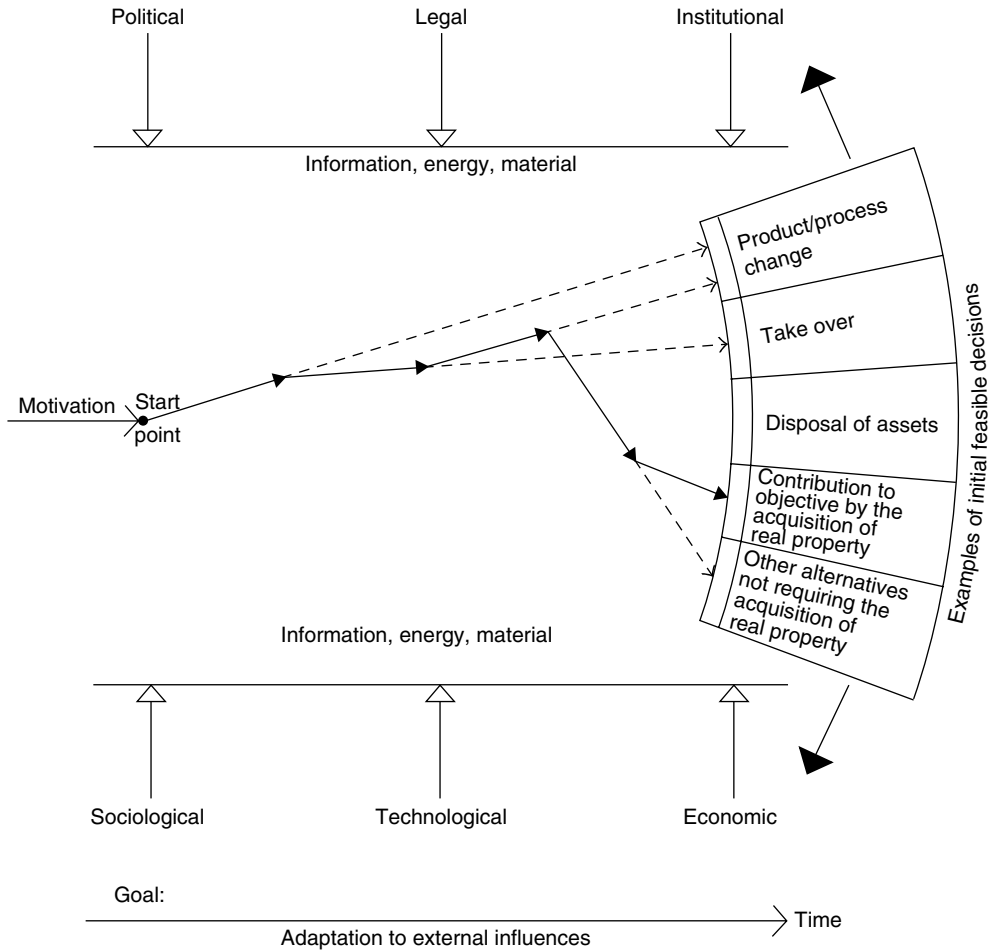 Political
Legal
Institutional
Information, energy, material
Product/process
change
Take over
Motivation
Start
point
Disposal of assets
Contribution to
objective by the
acquisition of
real property
Other alternatives
not requiring the
acquisition of
real property
Examples of initial feasible decisions
Information, energy, material
Sociological
Technological
Economic
Goal:
Time
Adaptation to external influences